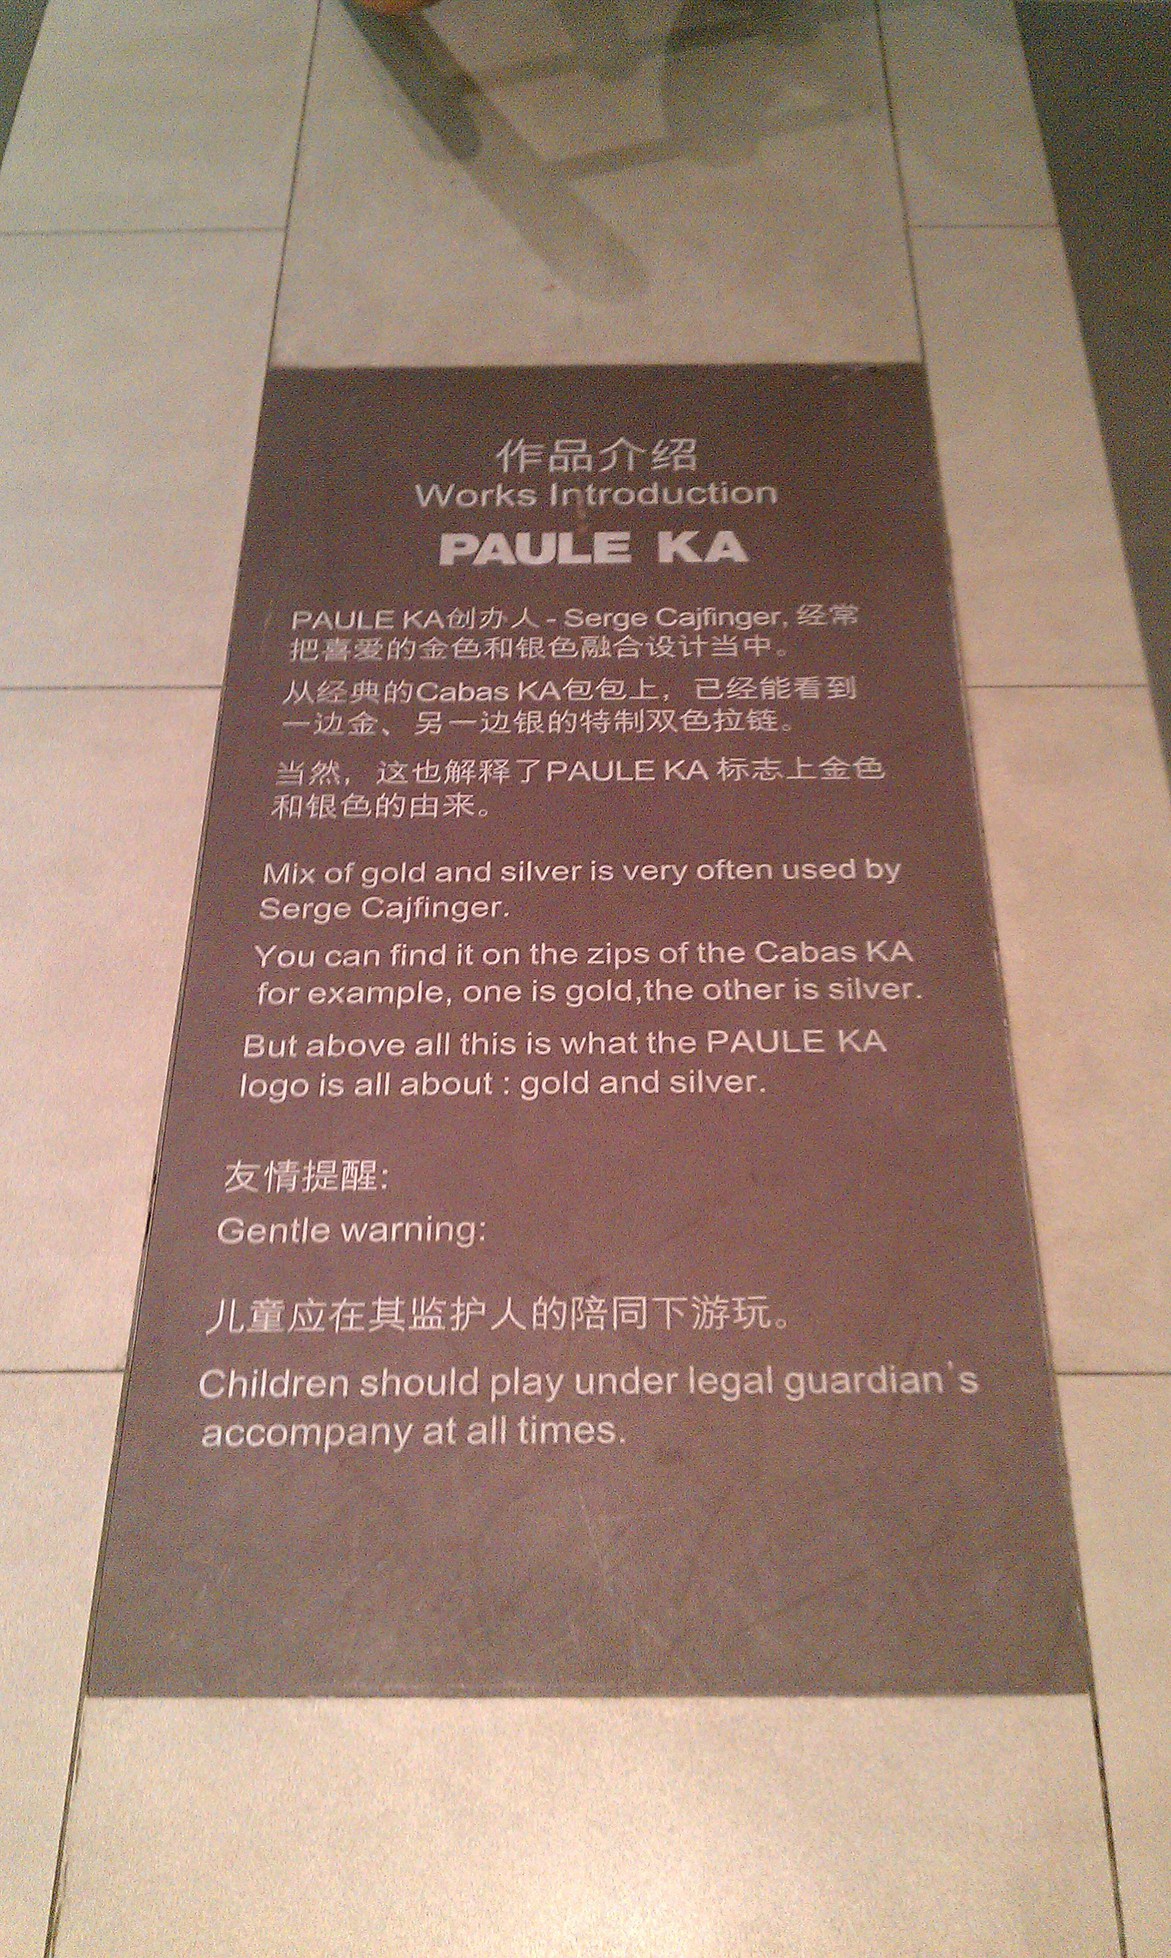 作品介绍
Works Introduction
PAULE KA
PAULE KA创办人 - Serge Cajfinger, 经常
把喜爱的金色和银色融合设计当中。
从经典的Cabas KA包包上，已经能看到
一边金、另一边银的特制双色拉链。
当然，这也解释了PAULE KA 标志上金色
和银色的由来。
Mix of gold and silver is very often used by
Serge Cajfinger.
You can find it on the zips of the Cabas KA
for example, one is gold,the other is silver.
But above all this is what the PAULE KA
logo is all about : gold and silver.
友情提醒:
Gentle warning:
儿童应在其监护人的陪同下游玩。
Children should play under legal guardian's
accompany at all times.